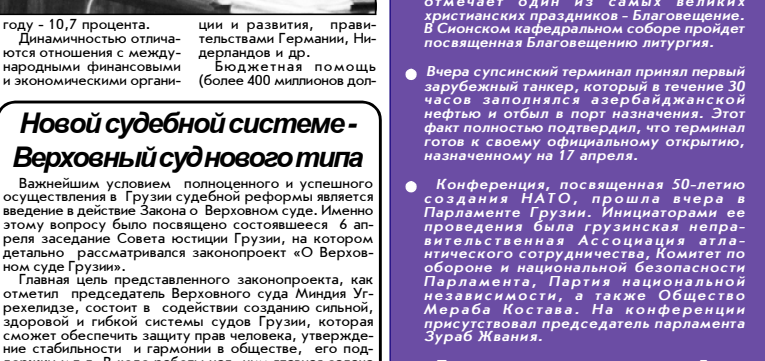 году - 10,7 процента.
Динамичностью отлича-
ются отношения с между-
народными финансовыми
и экономическими органи-
ции и развития, прави-
тельствами Германии, Ни-
дерландов и др.
Бюджетная помощь
(более 400 миллионов дол-
Новой судебной системе -
Верховный суд нового типа
Важнейшим условием полноценного и успешного
осуществления в Грузии судебной реформы является
введение в действие Закона о Верховном суде. Именно
этому вопросу было посвящено состоявшееся 6 ап-
реля заседание Совета юстиции Грузии, на котором
детально рассматривался законопроект «О Верхов-
ном суде Грузии».
Главная цель представленного законопроекта, как
отметил председатель Верховного суда Миндия Уг-
рехелидзе, состоит в содействии созданию сильной,
здоровой и гибкой системы судов Грузии, которая
сможет обеспечить защиту прав человека, утвержде-
ние стабильности и гармонии в обществе, его под-
отмечает один из самых великих
христианских праздников - Благовещение.
В Сионском кафедральном соборе пройдет
посвященная Благовещению литургия.
● Вчера супсинский терминал принял первый
зарубежный танкер, который в течение 30
часов заполнялся азербайджанской
нефтью и отбыл в порт назначения. Этот
факт полностью подтвердил, что терминал
готов к своему официальному открытию,
назначенному на 17 апреля.
● Конференция, посвященная 50-летию
создания НАТО, прошла вчера в
Парламенте Грузии. Инициаторами ее
проведения была грузинская непра-
вительственная Ассоциация атла-
нтического сотрудничества, Комитет по
обороне и национальной безопасности
Парламента, Партия национальной
независимости, а также Общество
Мераба Костава. На конференции
присутствовал председатель парламента
Зураб Жвания.